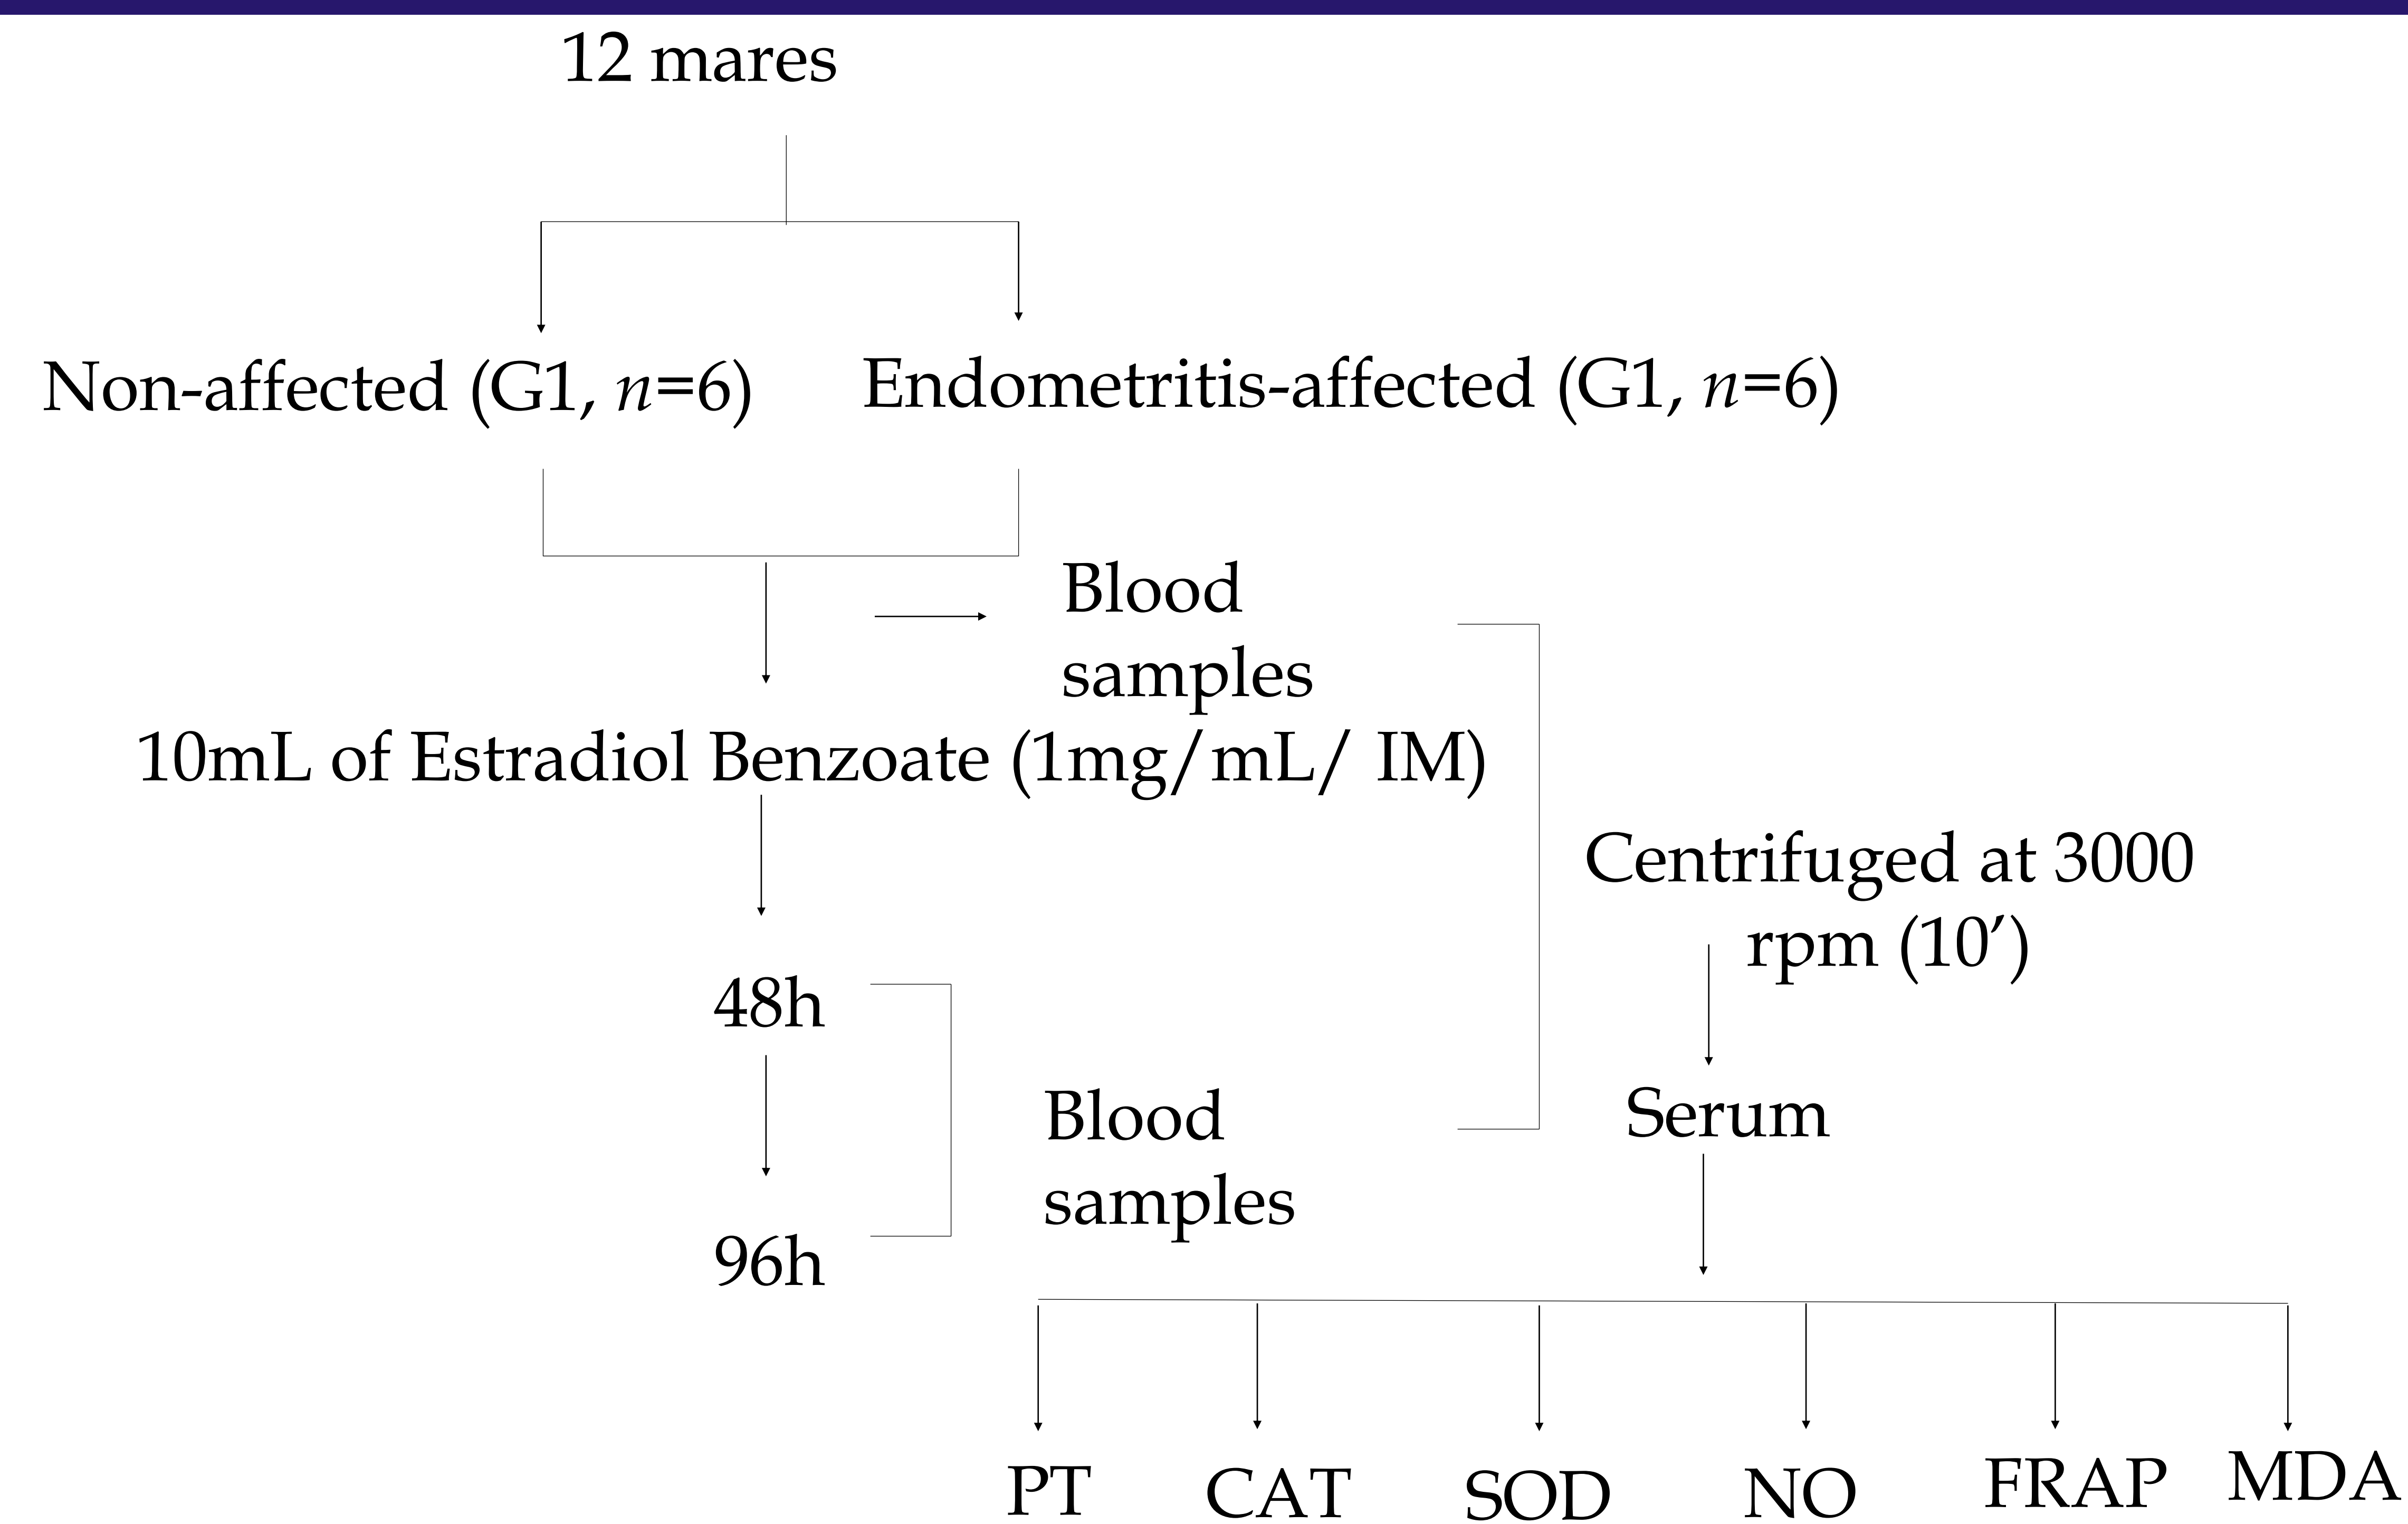 12 mares
Non-affected (G1, n=6)
Endometritis-affected (G1, n=6)
Blood
samples
10mL of Estradiol Benzoate (1mg/mL/ IM)
Centrifuged at 3000
rpm (10′)
48h
Blood
samples
Serum
96h
PT
CAT
SOD
NO
FRAP
MDA